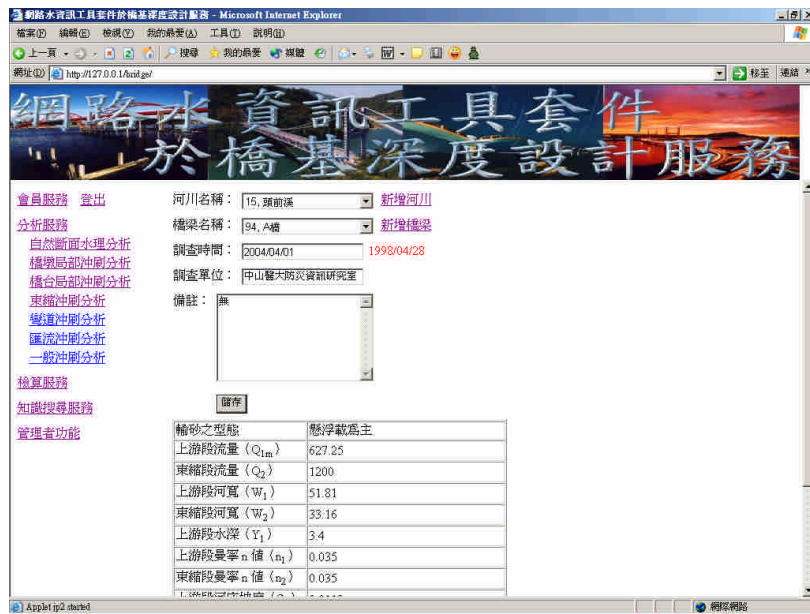 網路水資訊工具套件於橋基深度設計服務 - Microsoft Internet Explorer
檔案(F) 編輯(E) 檢視(V) 我的最愛(A) 工具(T) 說明(H)
上一頁 搜尋 我的最愛 媒體
網址(D) http://127.0.0.1/bridge/ 移至 連結 »
網路水資訊工具套件
於橋基深度設計服務
會員服務 登出
分析服務
自然斷面水理分析
橋墩局部沖刷分析
橋台局部沖刷分析
束縮沖刷分析
彎道沖刷分析
匯流沖刷分析
一般沖刷分析
檢算服務
知識搜尋服務
管理者功能
河川名稱： 15, 頭前溪 新增河川
橋梁名稱： 94, A橋 新增橋梁
調查時間： 2004/04/01 1998/04/28
調查單位： 中山醫大防災資訊研究室
備註： 無
儲存
輸砂之型態 懸浮載為主
上游段流量（Q1m） 627.25
束縮段流量（Q2） 1200
上游段河寬（W1） 51.81
束縮段河寬（W2） 33.16
上游段水深（Y1） 3.4
上游段曼寧 n 值（n1） 0.035
束縮段曼寧 n 值（n2） 0.035
Applet jp2 started 網際網路